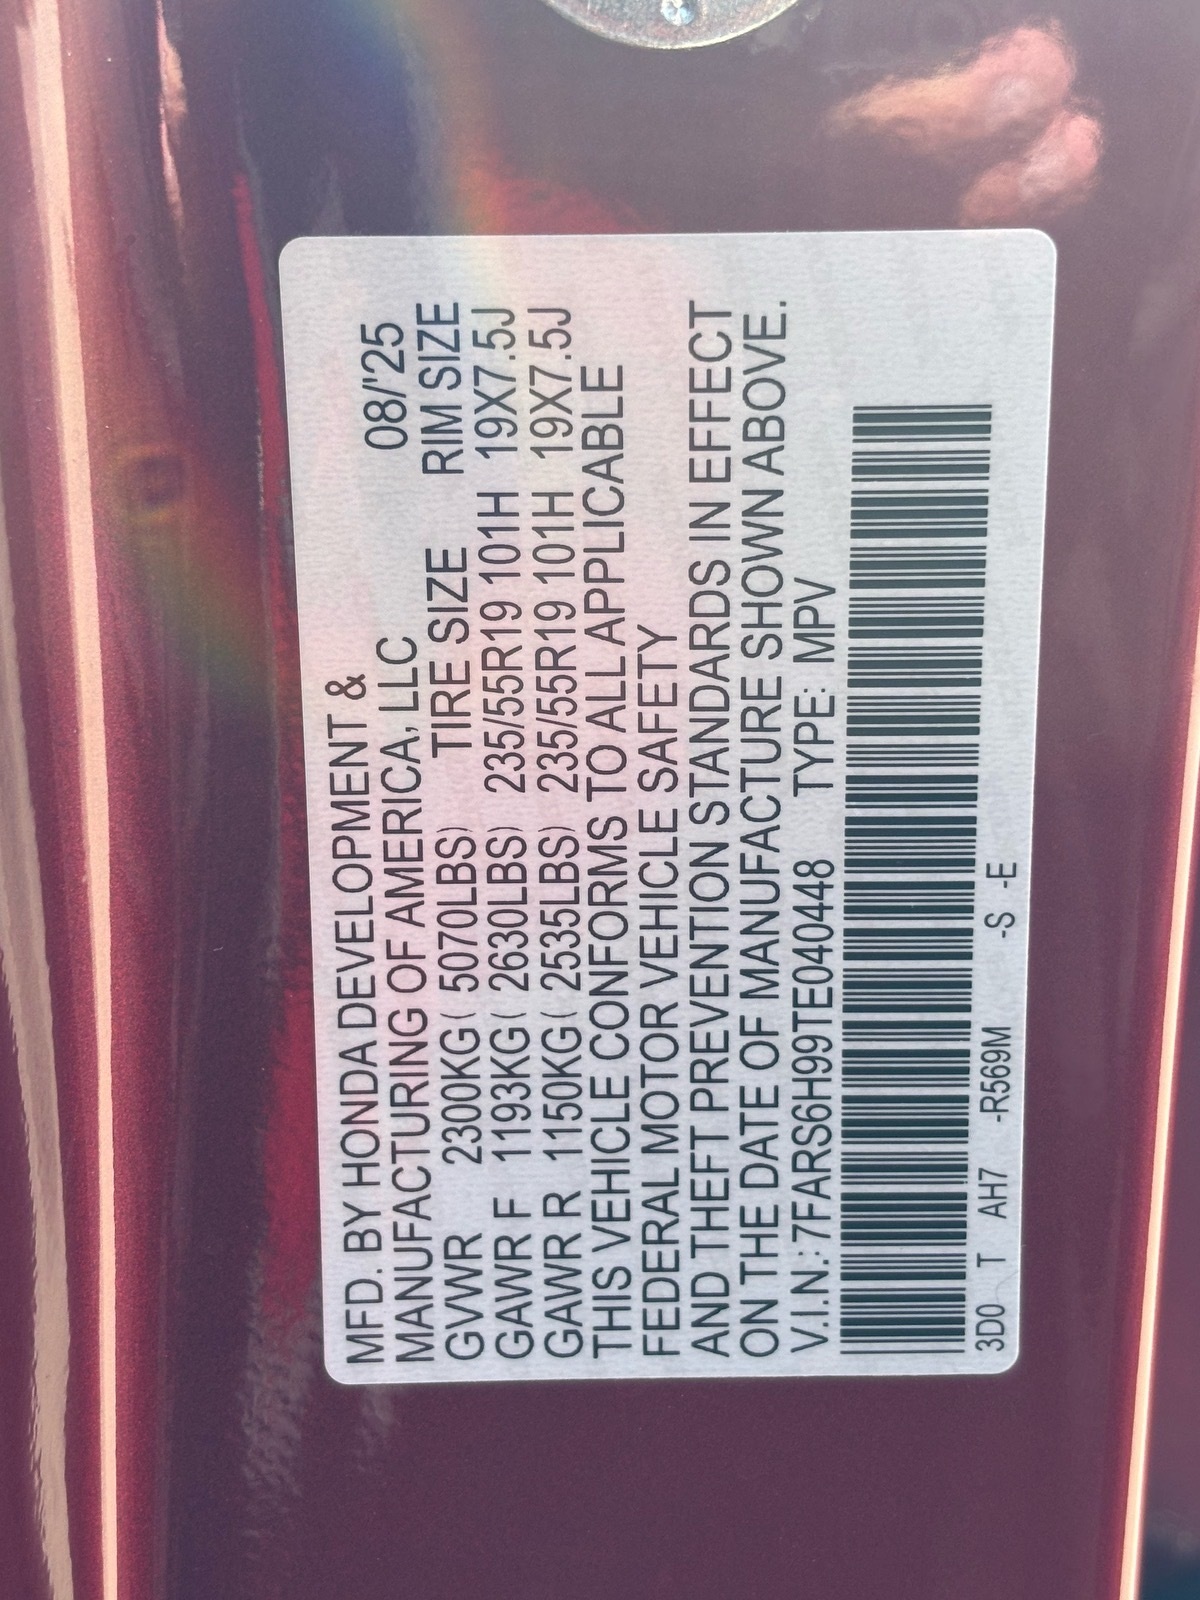 MFD. BY HONDA DEVELOPMENT &
MANUFACTURING OF AMERICA, LLC 08/'25
GVWR 2300KG( 5070LBS) TIRE SIZE RIM SIZE
GAWR F 1193KG( 2630LBS) 235/55R19 101H 19X7.5J
GAWR R 1150KG( 2535LBS) 235/55R19 101H 19X7.5J
THIS VEHICLE CONFORMS TO ALL APPLICABLE
FEDERAL MOTOR VEHICLE SAFETY
AND THEFT PREVENTION STANDARDS IN EFFECT
ON THE DATE OF MANUFACTURE SHOWN ABOVE.
V.I.N.: 7FARS6H99TE040448 TYPE: MPV
3D0 T AH7 -R569M -S -E